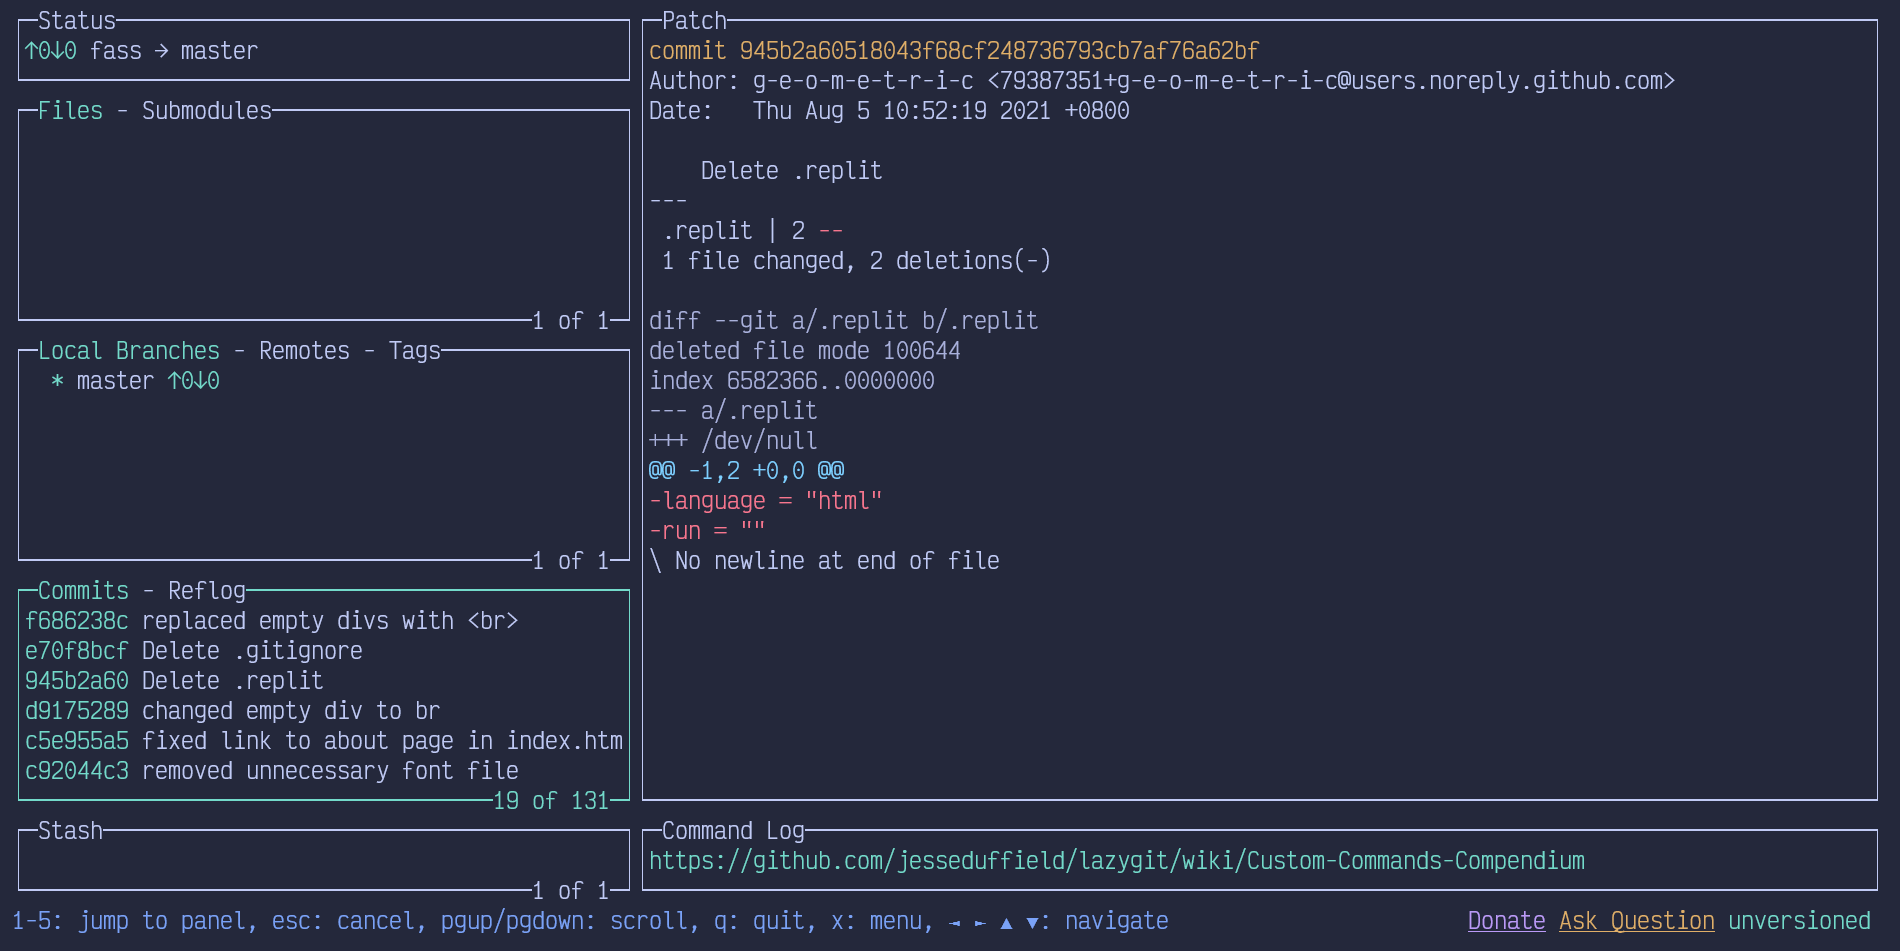 Status
↑0↓0 fass → master
Files - Submodules
1 of 1
Local Branches - Remotes - Tags
* master ↑0↓0
1 of 1
Commits - Reflog
f686238c replaced empty divs with <br>
e70f8bcf Delete .gitignore
945b2a60 Delete .replit
d9175289 changed empty div to br
c5e955a5 fixed link to about page in index.htm
c92044c3 removed unnecessary font file
19 of 131
Stash
1 of 1
Patch
commit 945b2a60518043f68cf248736793cb7af76a62bf
Author: g-e-o-m-e-t-r-i-c <79387351+g-e-o-m-e-t-r-i-c@users.noreply.github.com>
Date:   Thu Aug 5 10:52:19 2021 +0800
Delete .replit
---
.replit | 2 --
1 file changed, 2 deletions(-)
diff --git a/.replit b/.replit
deleted file mode 100644
index 6582366..0000000
--- a/.replit
+++ /dev/null
@@ -1,2 +0,0 @@
-language = "html"
-run = ""
\ No newline at end of file
Command Log
https://github.com/jesseduffield/lazygit/wiki/Custom-Commands-Compendium
1-5: jump to panel, esc: cancel, pgup/pgdown: scroll, q: quit, x: menu, ◄ ► ▲ ▼: navigate
Donate Ask Question unversioned